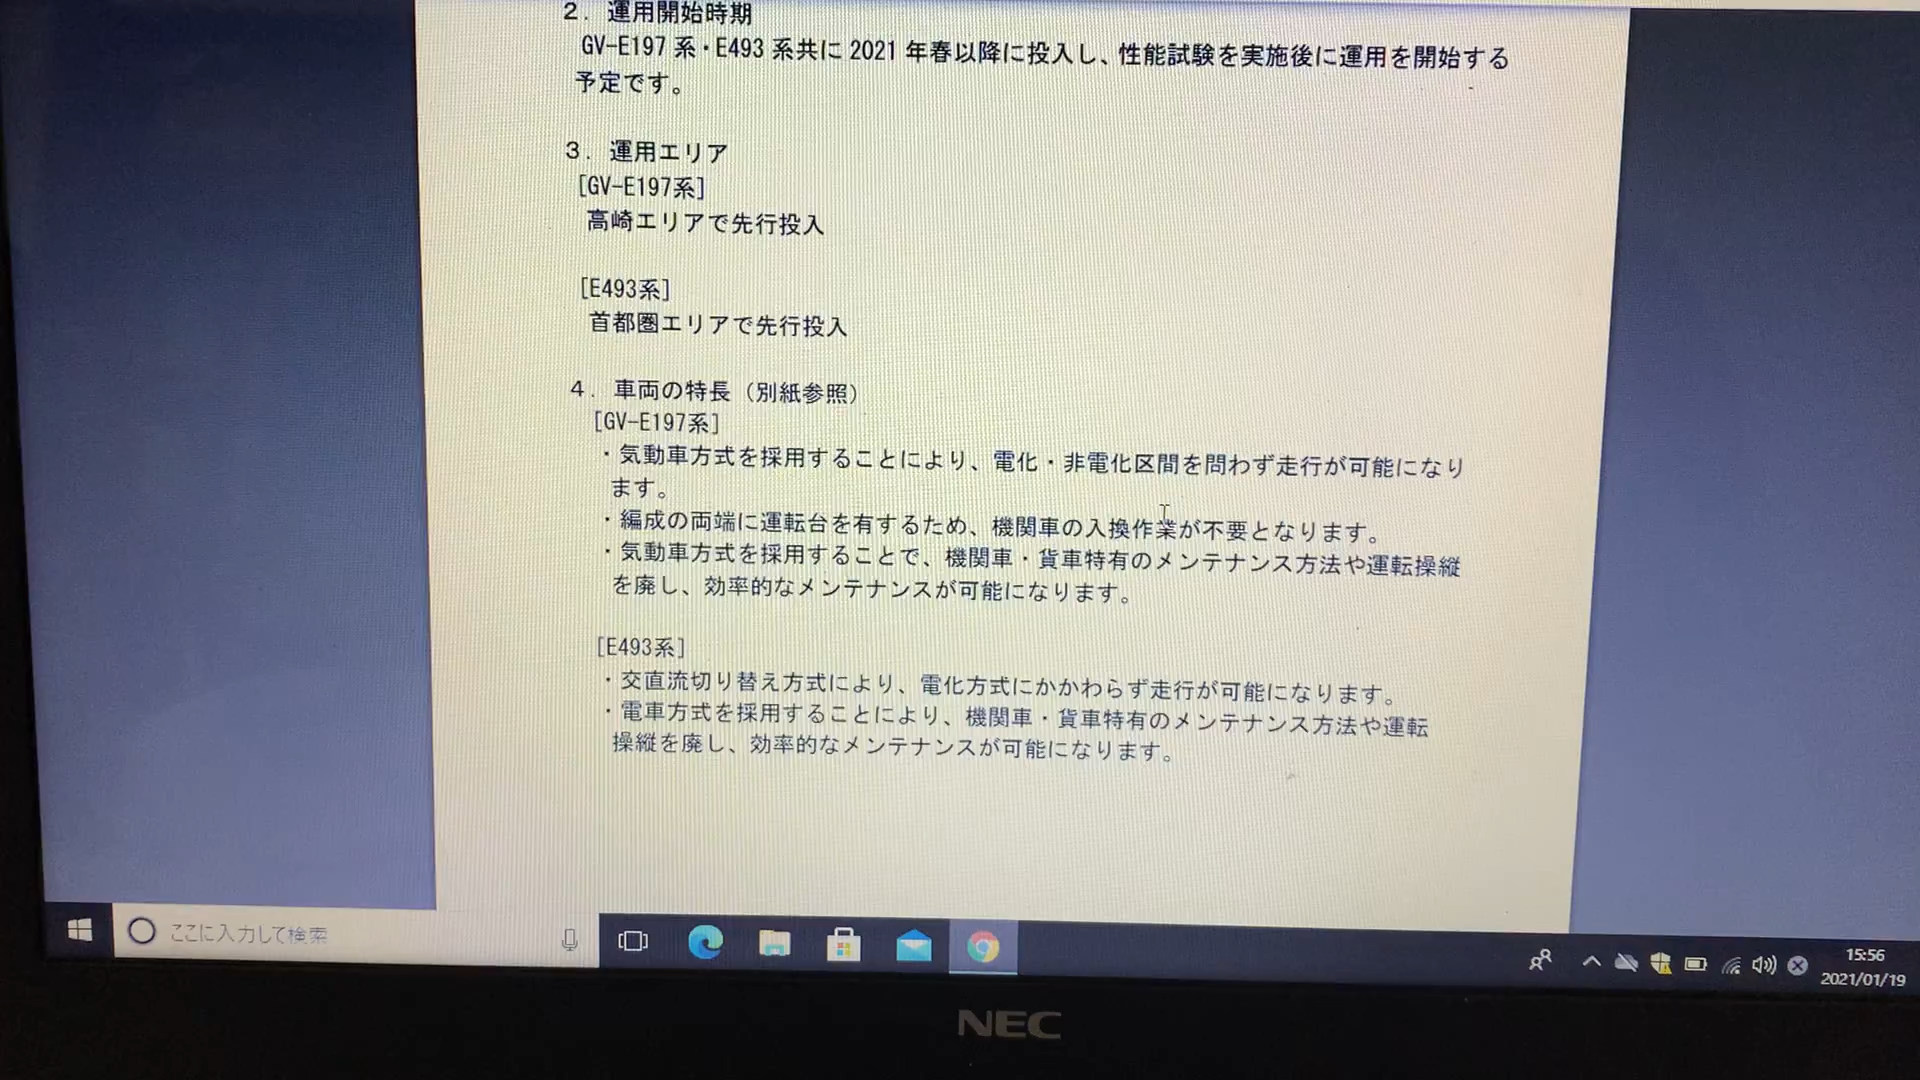 ２．運用開始時期
GV-E197系・E493系共に2021年春以降に投入し、性能試験を実施後に運用を開始する
予定です。
３．運用エリア
[GV-E197系]
高崎エリアで先行投入
[E493系]
首都圏エリアで先行投入
４．車両の特長（別紙参照）
[GV-E197系]
・気動車方式を採用することにより、電化・非電化区間を問わず走行が可能になり
ます。
・編成の両端に運転台を有するため、機関車の入換作業が不要となります。
・気動車方式を採用することで、機関車・貨車特有のメンテナンス方法や運転操縦
を廃し、効率的なメンテナンスが可能になります。
[E493系]
・交直流切り替え方式により、電化方式にかかわらず走行が可能になります。
・電車方式を採用することにより、機関車・貨車特有のメンテナンス方法や運転
操縦を廃し、効率的なメンテナンスが可能になります。
ここに入力して検索
15:56
2021/01/19
NEC